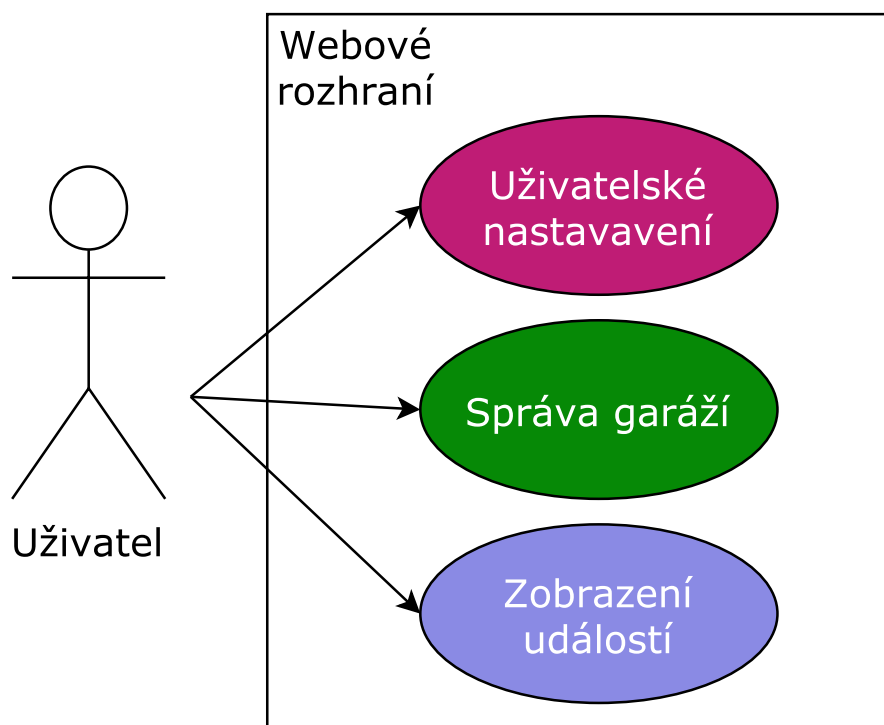 Webové
rozhraní
Uživatelské
nastavavení
Správa garáží
Zobrazení
událostí
Uživatel